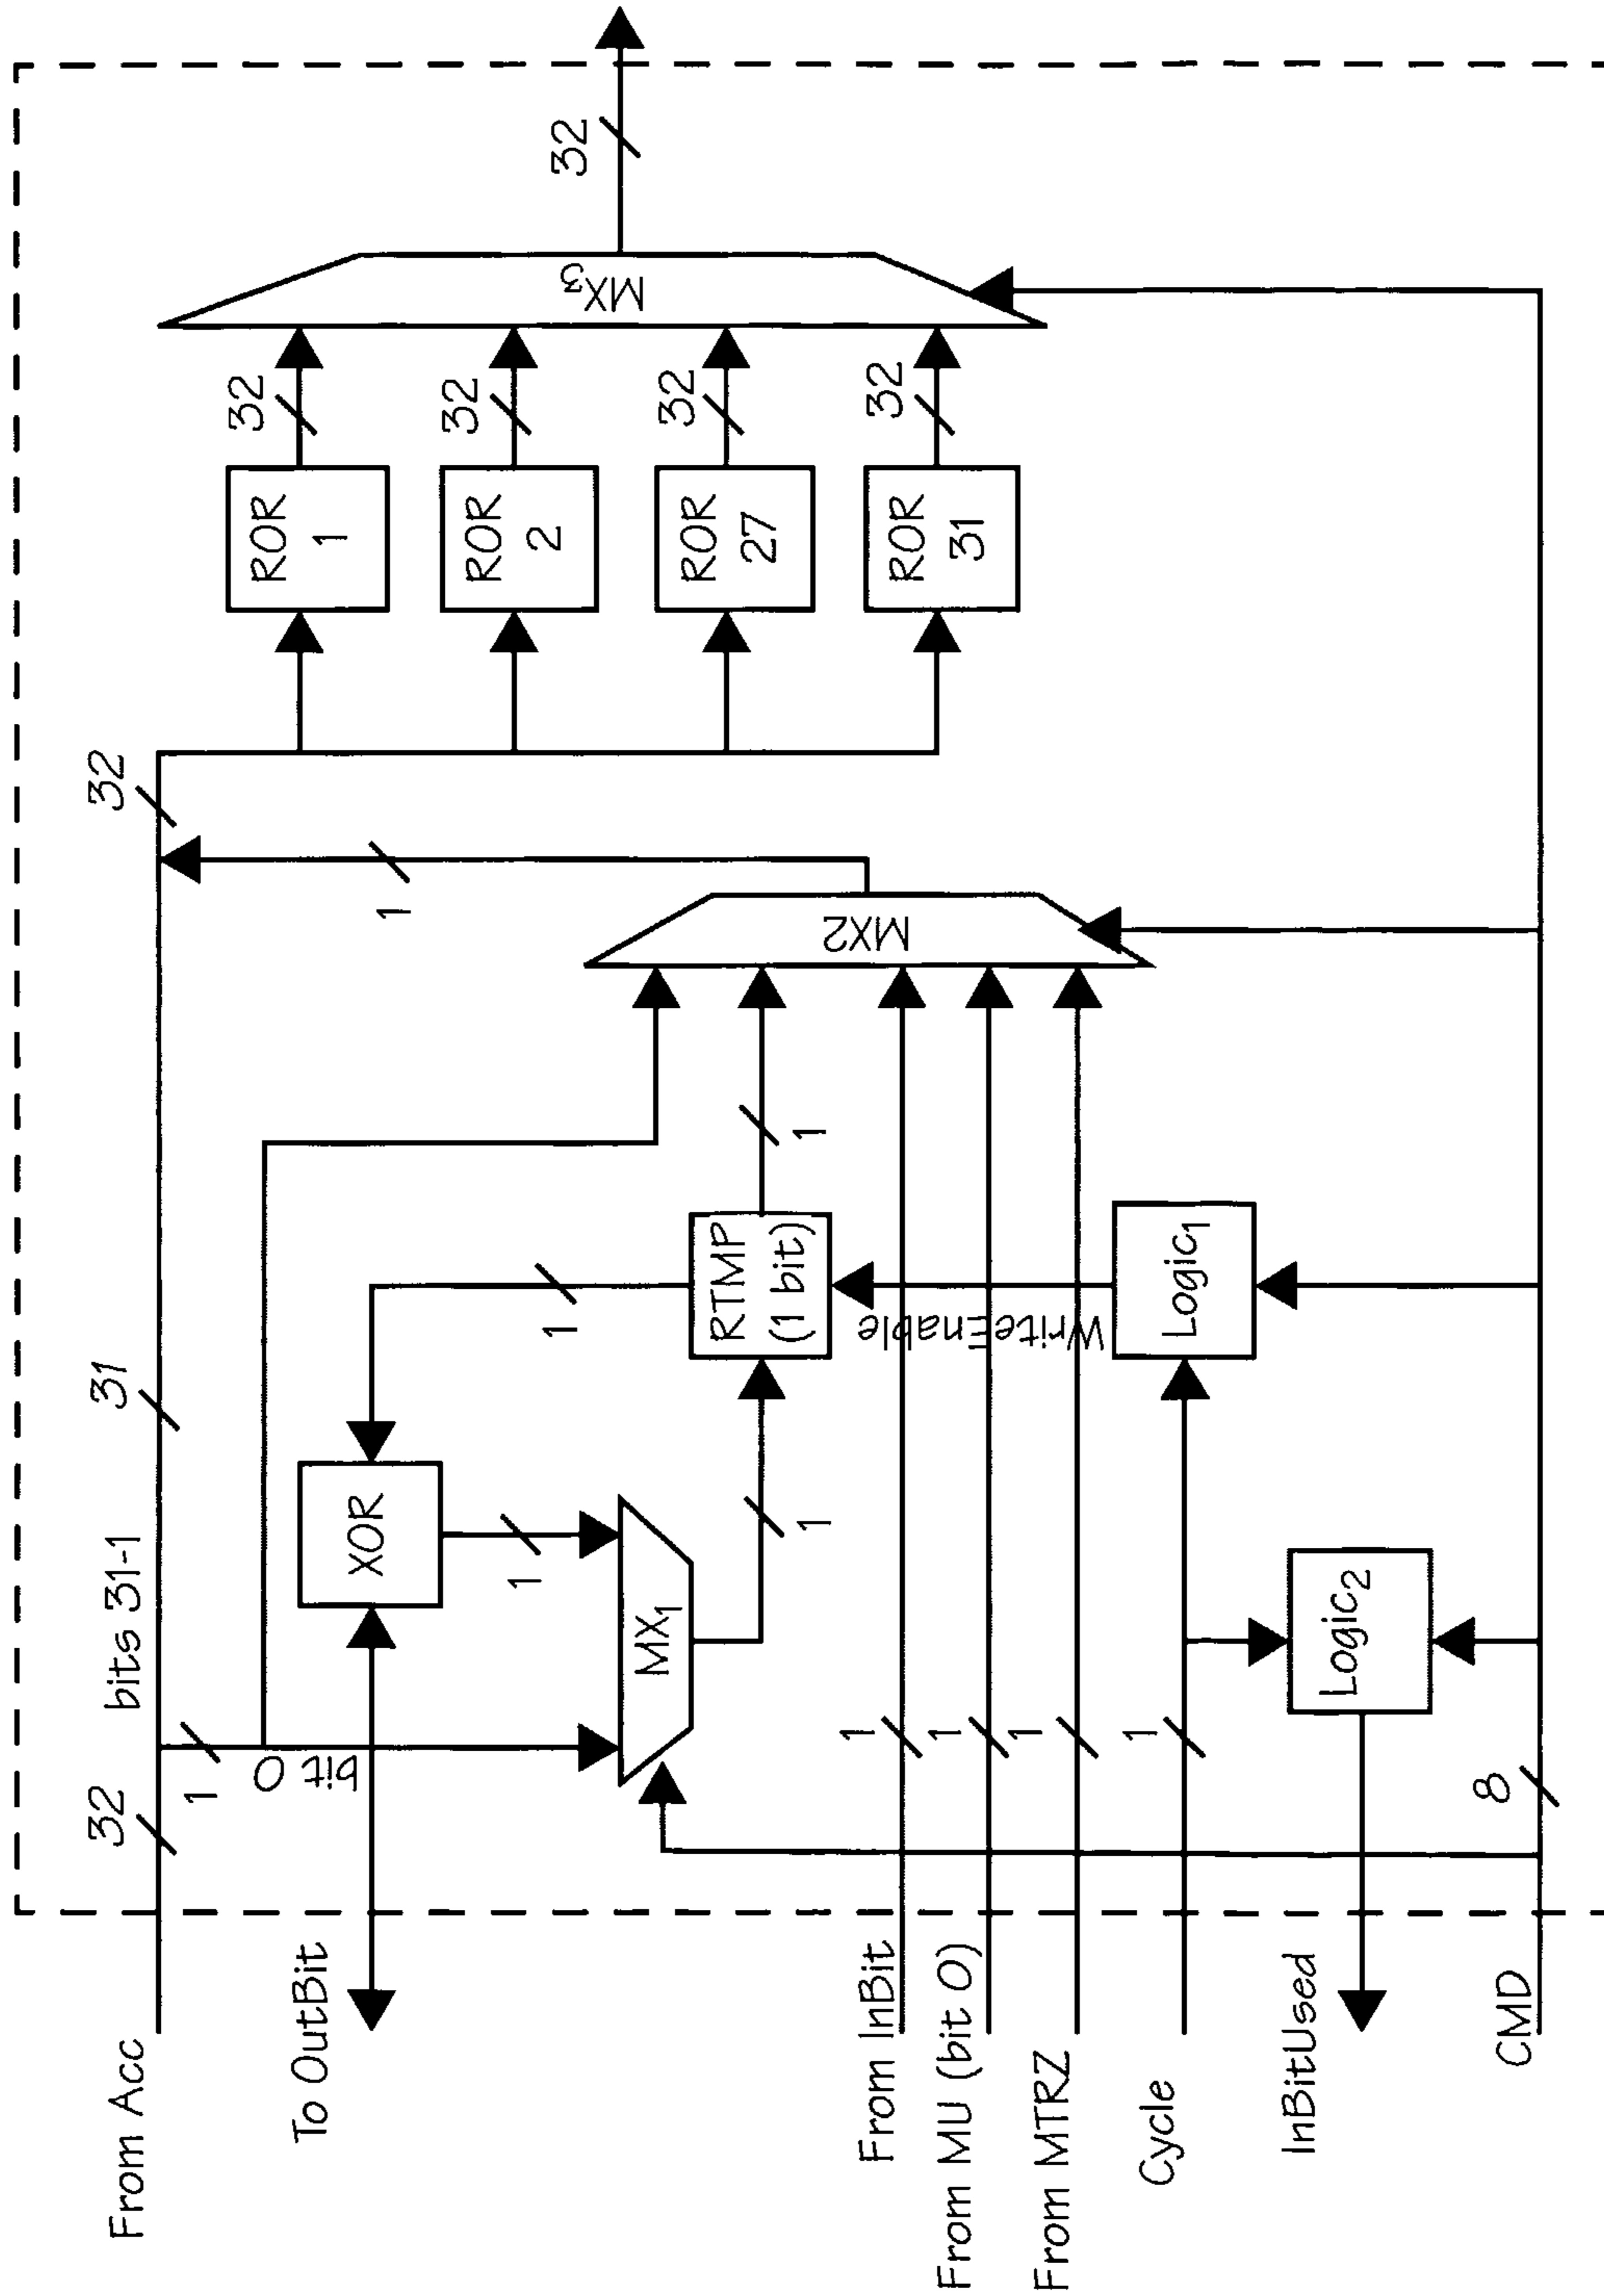 From Acc
32
1
bit 0
bits 31-1
31
32
To OutBit
XOR
1
1
MX1
1
RTMP
(1 bit)
1
WriteEnable
From InBit
1
From MU (bit 0)
1
From MTRZ
1
Cycle
1
Logic1
Logic2
InBitUsed
CMD
8
MX2
1
ROR
1
32
ROR
2
32
ROR
27
32
ROR
31
32
MX3
32